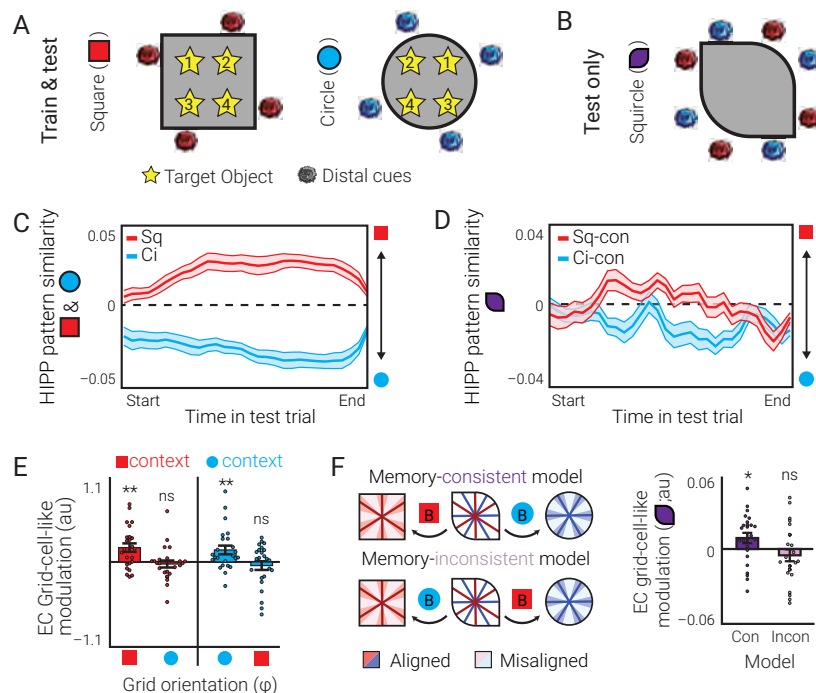 A
Train & test
Square ( )
1 2
3 4
Circle ( )
2 1
4 3
Target Object
Distal cues
B
Test only
Squircle ( )
C
HIPP pattern similarity
&
0.05
0
−0.05
Sq
Ci
Start End
Time in test trial
D
HIPP pattern similarity
0.04
0
−0.04
Sq-con
Ci-con
Start End
Time in test trial
E
context context
EC Grid-cell-like
modulation (au)
1.1
−1.1
** ns ** ns
Grid orientation (φ)
F
Memory-consistent model
B B
Memory-inconsistent model
B B
Aligned Misaligned
EC grid-cell-like
modulation ( ;au)
0.06
0
−0.06
* ns
Con Incon
Model